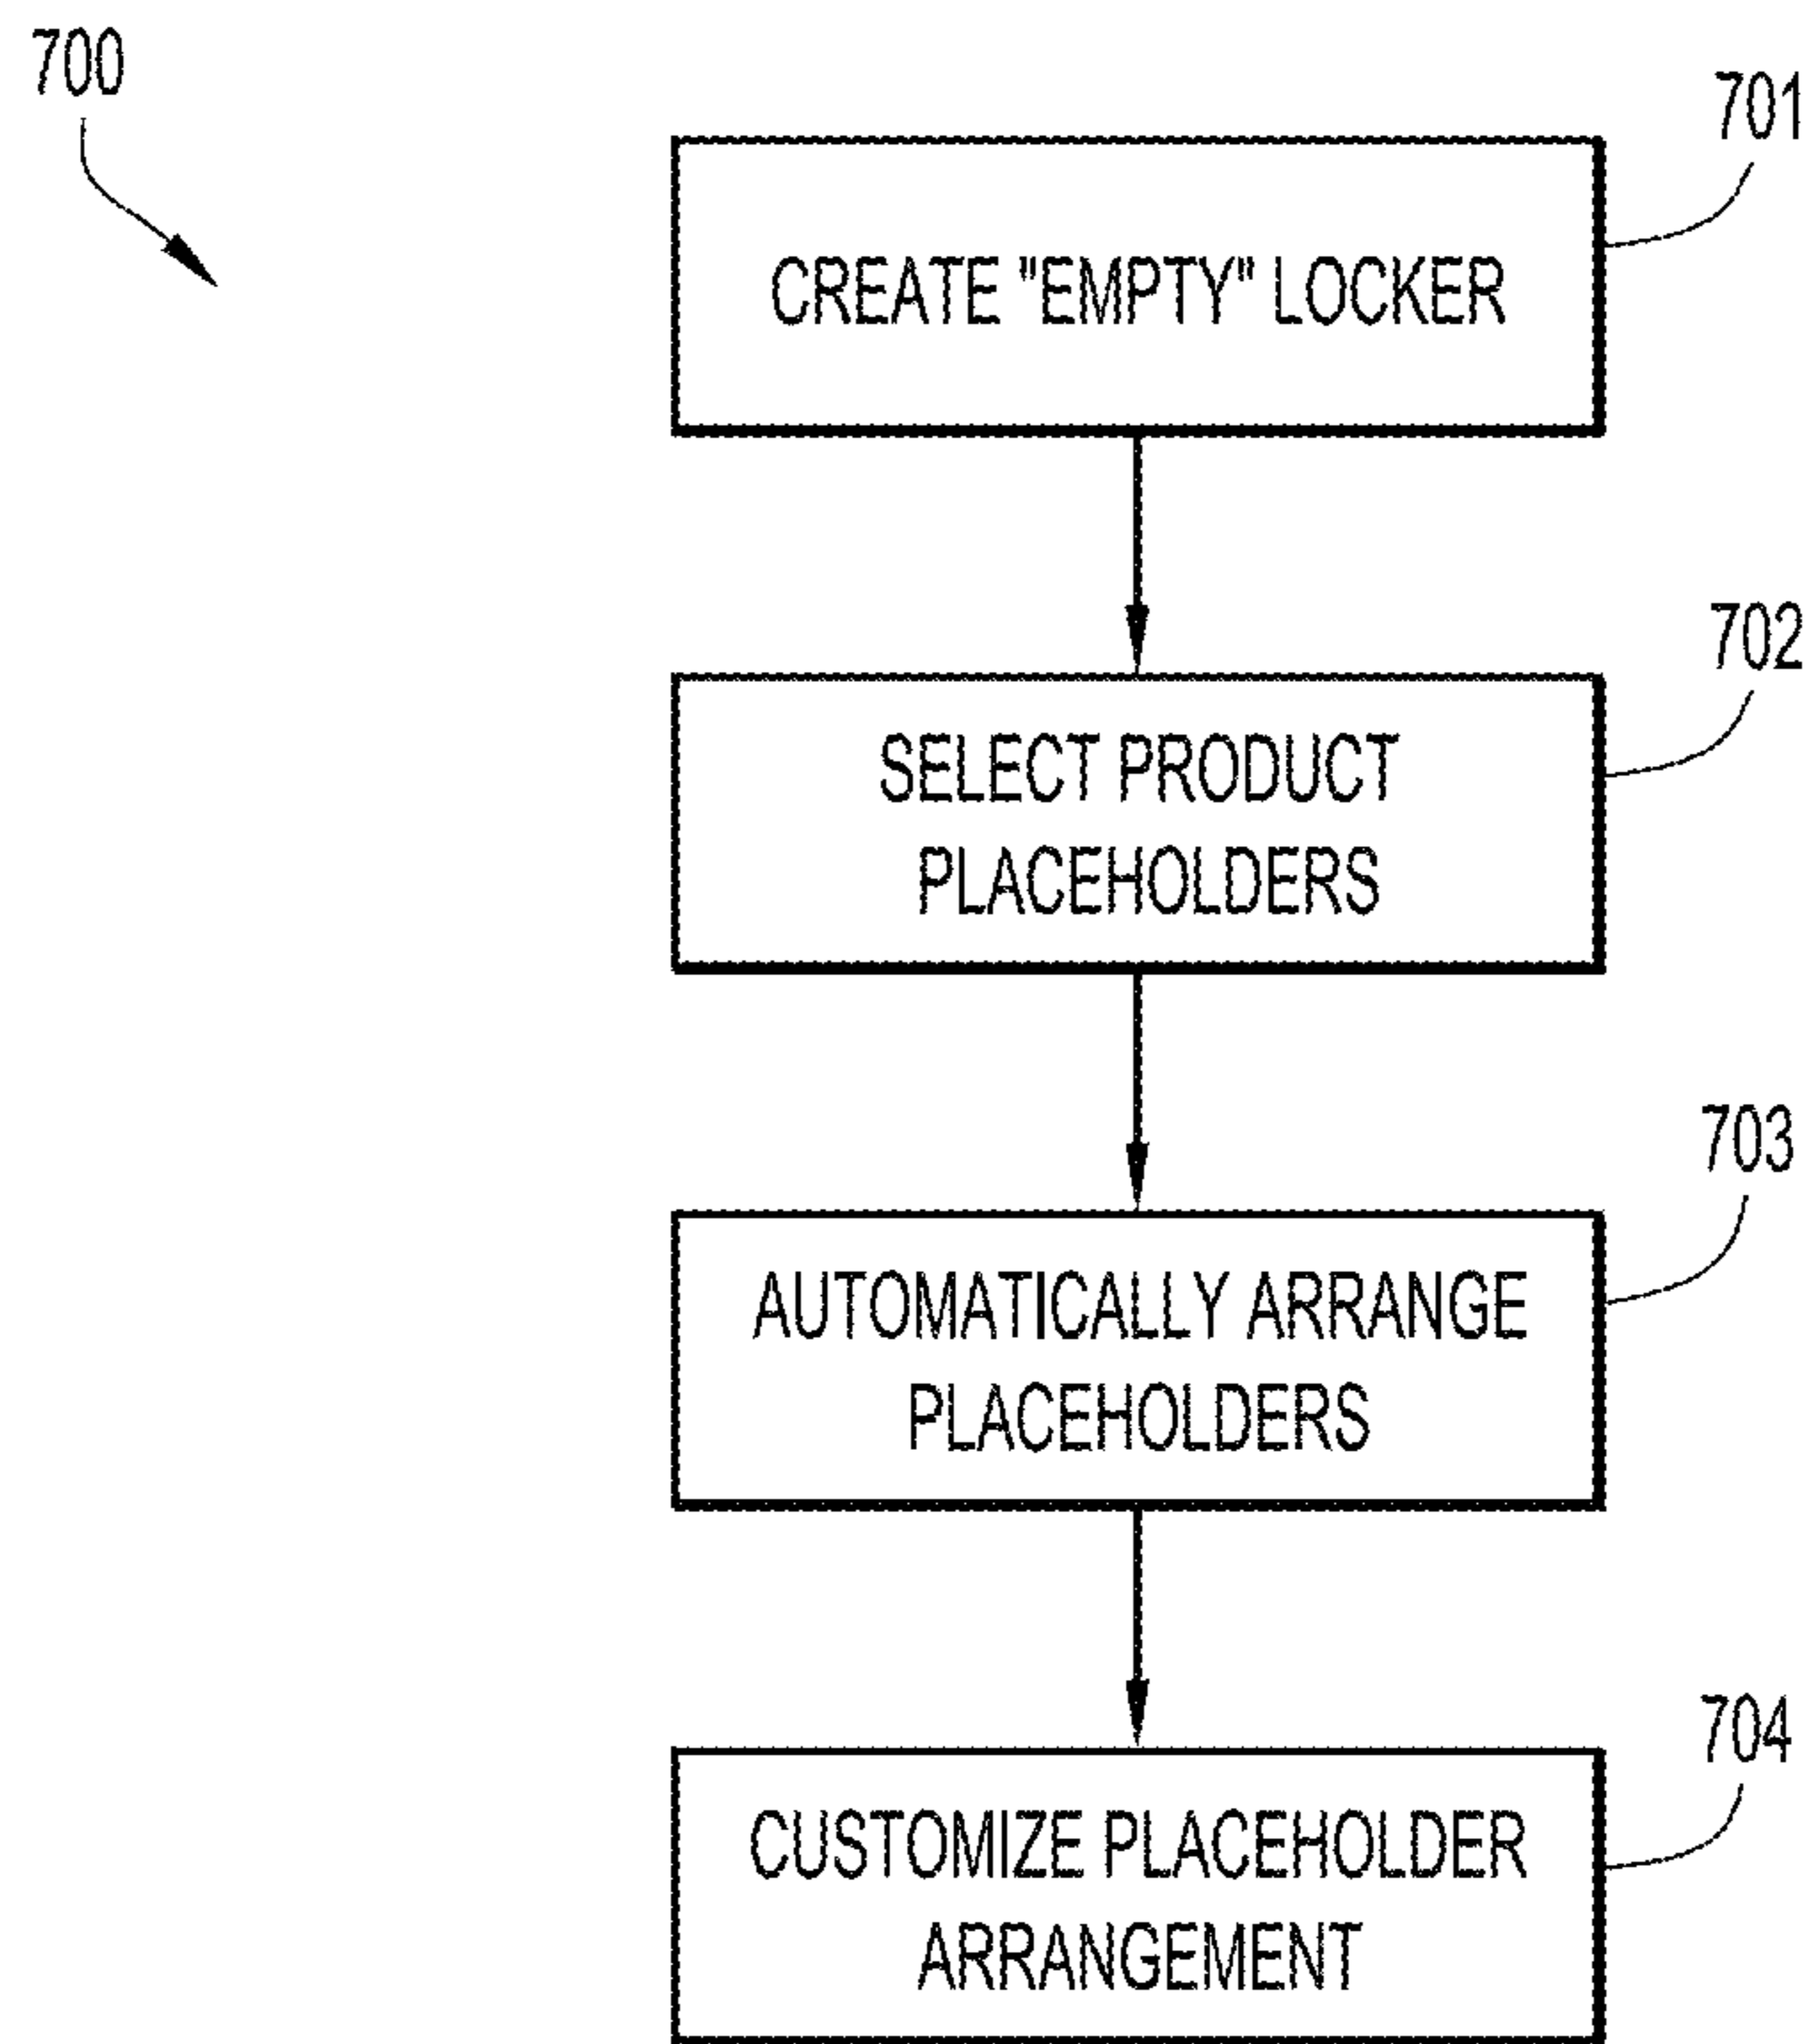 700
701
CREATE "EMPTY" LOCKER
702
SELECT PRODUCT
PLACEHOLDERS
703
AUTOMATICALLY ARRANGE
PLACEHOLDERS
704
CUSTOMIZE PLACEHOLDER
ARRANGEMENT